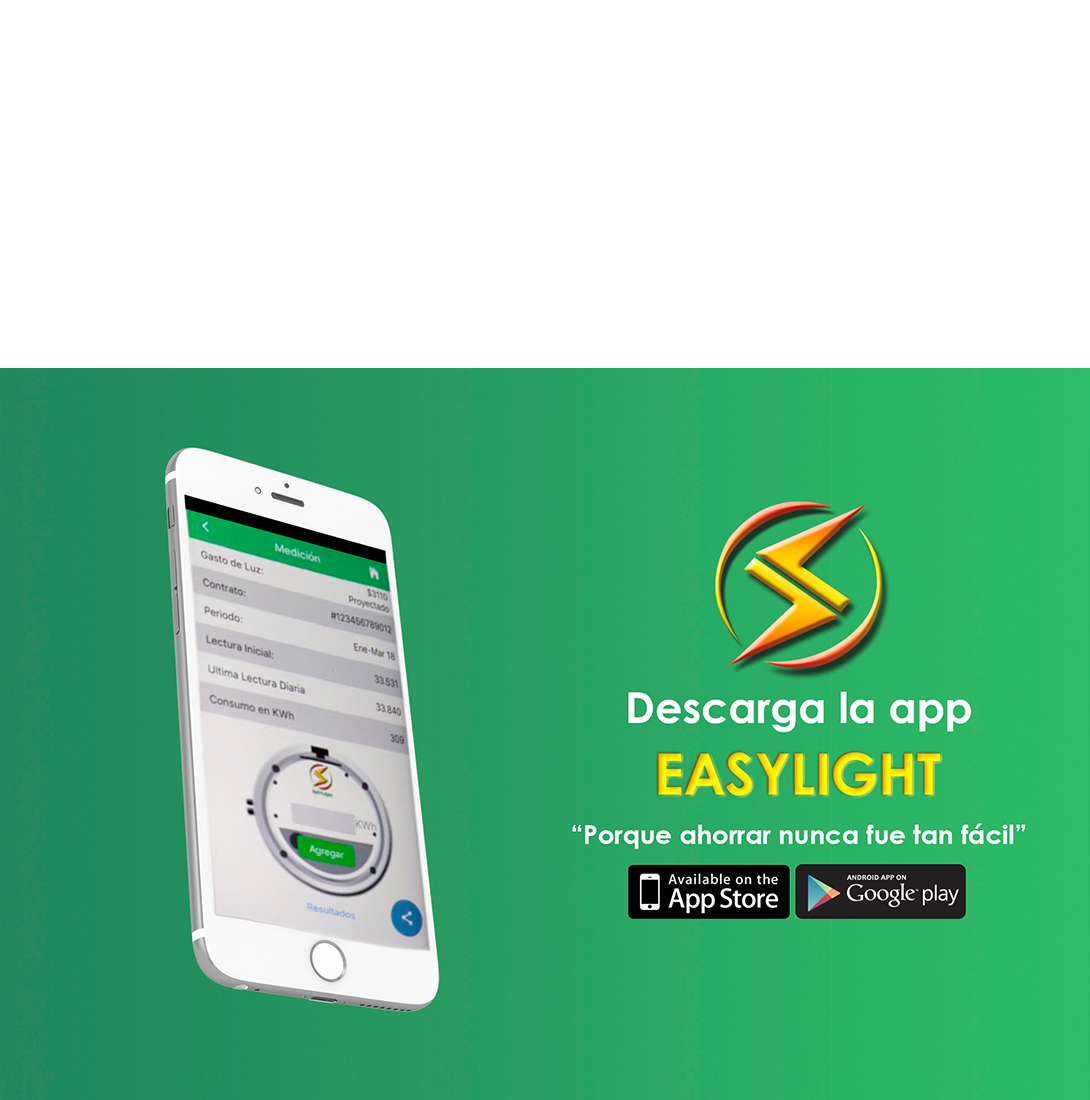 Medición
Gasto de Luz:
$3110
Proyectado
Contrato:
#123456789012
Periodo:
Ene-Mar 18
Lectura Inicial:
33.531
Ultima Lectura Diaria
33.840
Consumo en KWh
309
EASYLIGHT
KWh
Agregar
Resultados
Descarga la app
EASYLIGHT
“Porque ahorrar nunca fue tan fácil”
Available on the
App Store
ANDROID APP ON
Google play